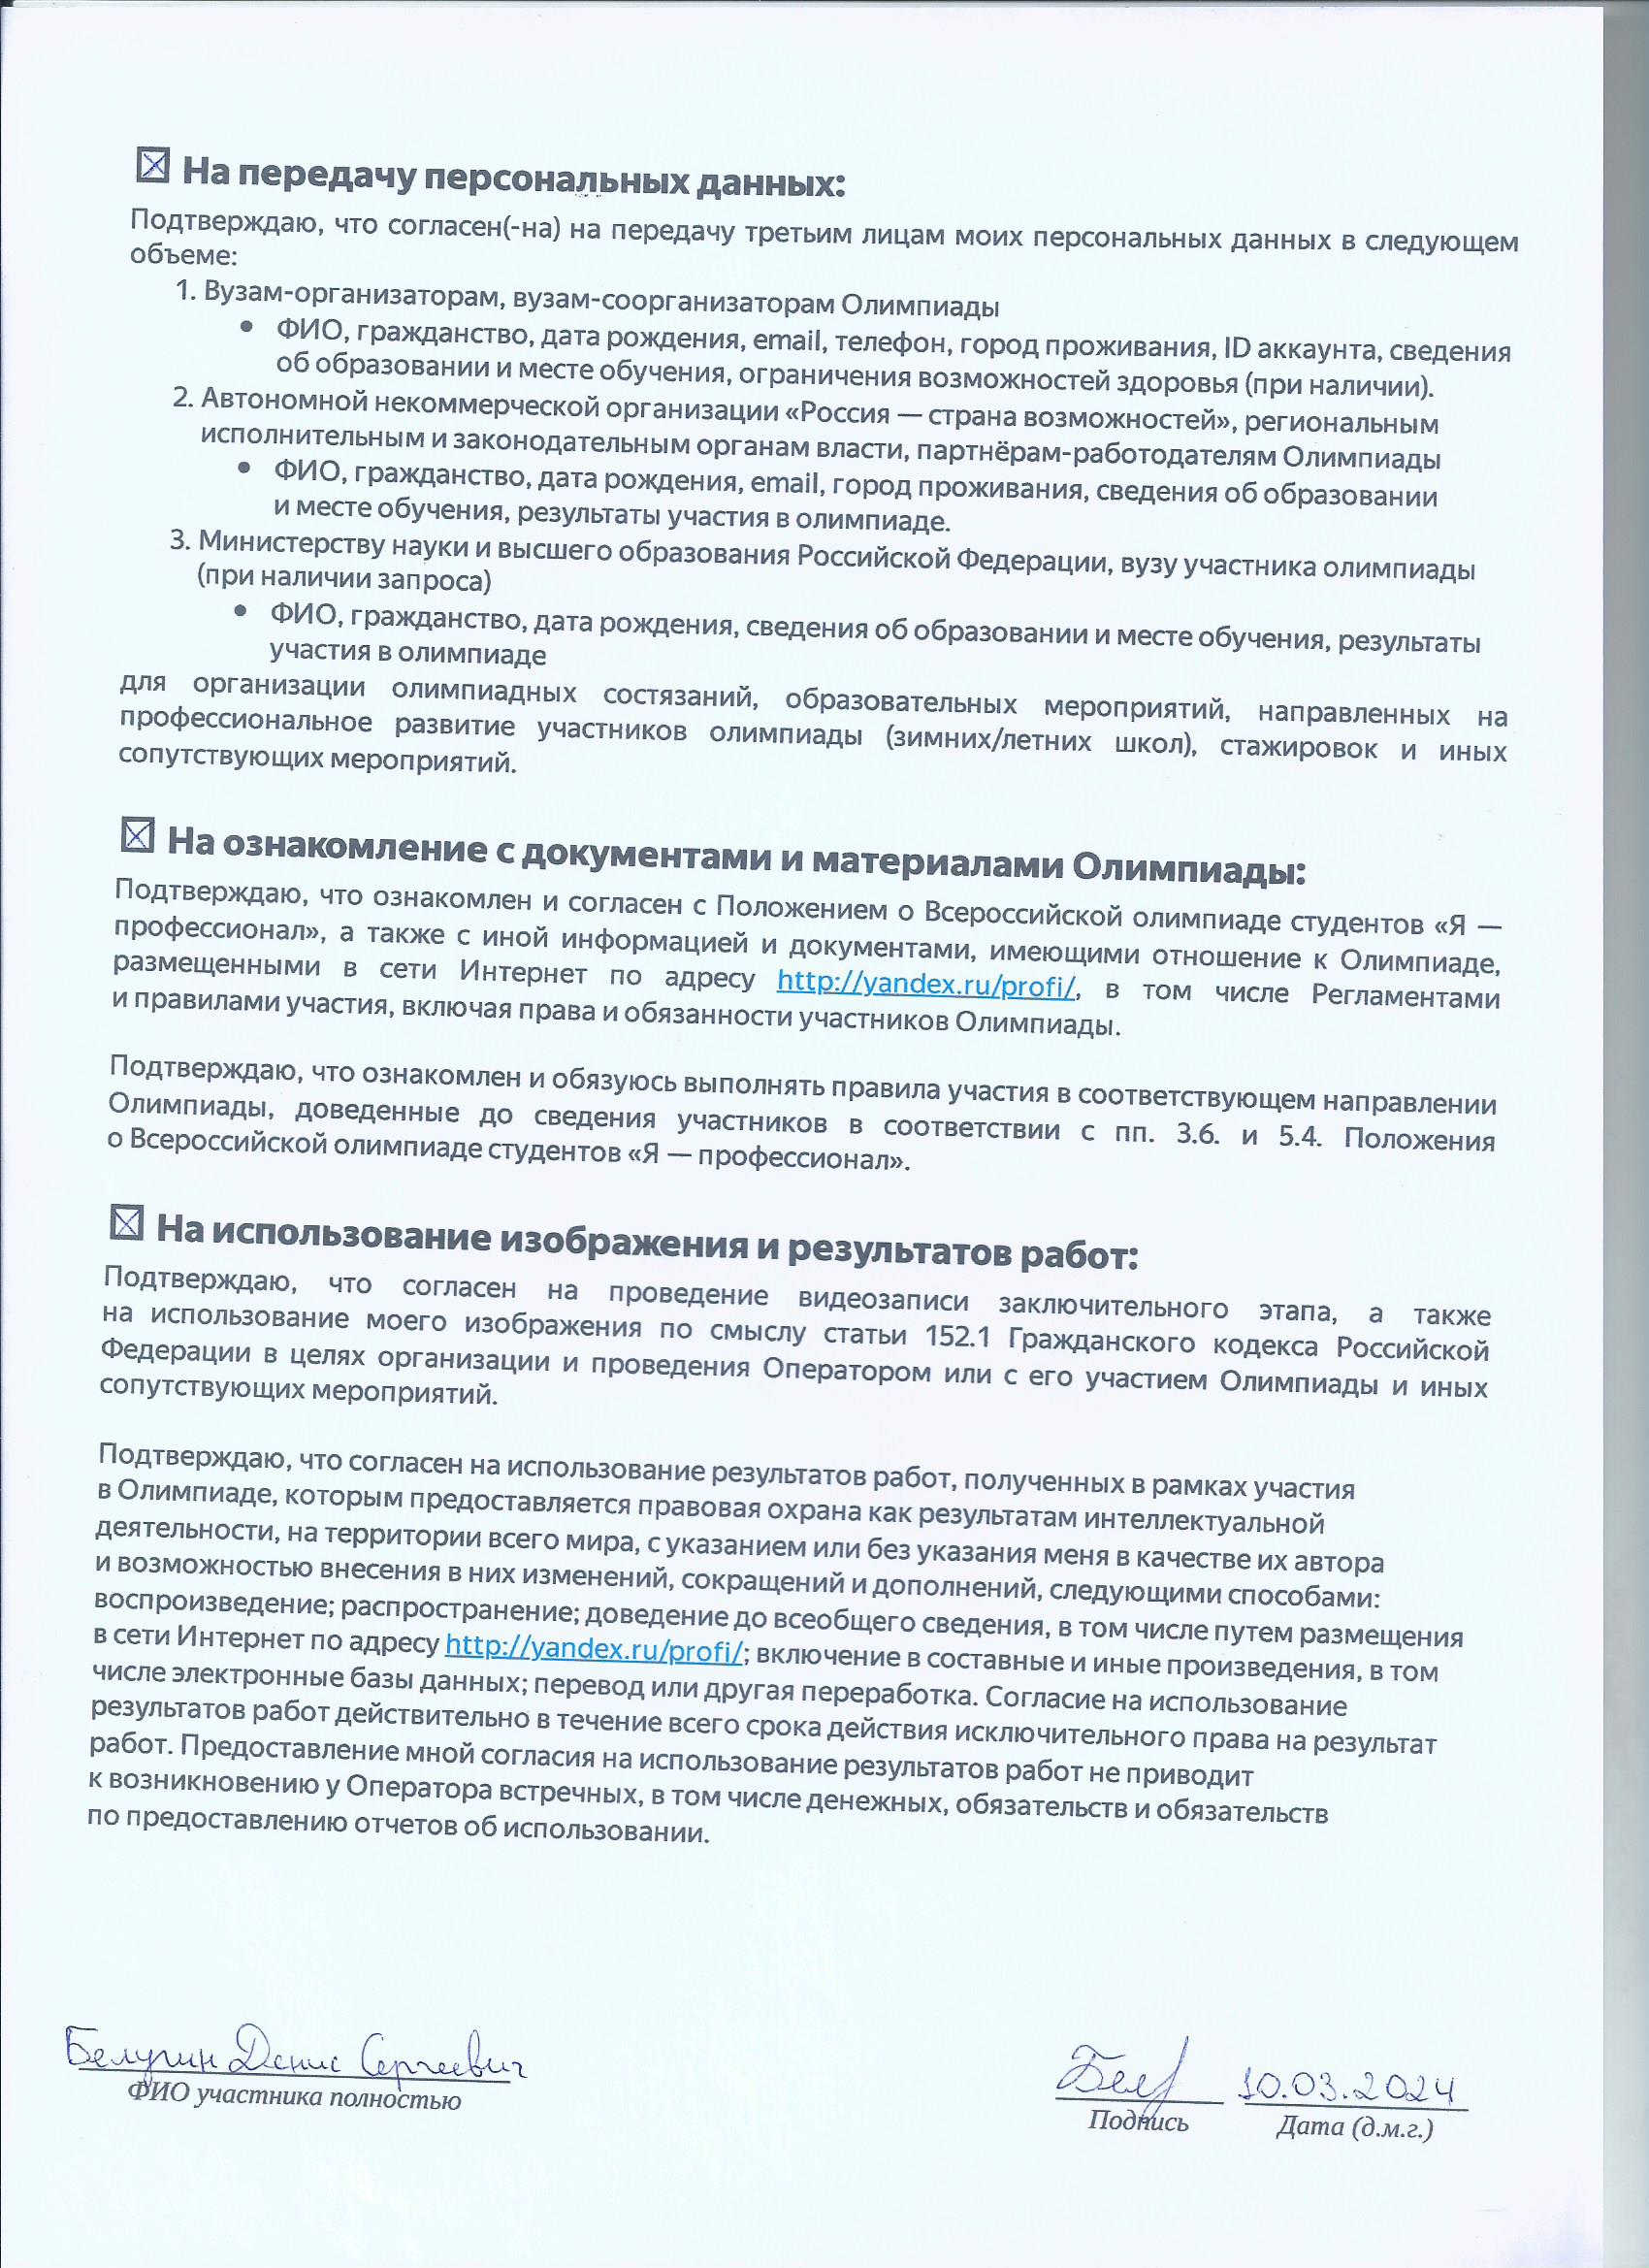 ☒ На передачу персональных данных:
Подтверждаю, что согласен(-на) на передачу третьим лицам моих персональных данных в следующем
объеме:
1. Вузам-организаторам, вузам-соорганизаторам Олимпиады
• ФИО, гражданство, дата рождения, email, телефон, город проживания, ID аккаунта, сведения
об образовании и месте обучения, ограничения возможностей здоровья (при наличии).
2. Автономной некоммерческой организации «Россия — страна возможностей», региональным
исполнительным и законодательным органам власти, партнёрам-работодателям Олимпиады
• ФИО, гражданство, дата рождения, email, город проживания, сведения об образовании
и месте обучения, результаты участия в олимпиаде.
3. Министерству науки и высшего образования Российской Федерации, вузу участника олимпиады
(при наличии запроса)
• ФИО, гражданство, дата рождения, сведения об образовании и месте обучения, результаты
участия в олимпиаде
для организации олимпиадных состязаний, образовательных мероприятий, направленных на
профессиональное развитие участников олимпиады (зимних/летних школ), стажировок и иных
сопутствующих мероприятий.
☒ На ознакомление с документами и материалами Олимпиады:
Подтверждаю, что ознакомлен и согласен с Положением о Всероссийской олимпиаде студентов «Я —
профессионал», а также с иной информацией и документами, имеющими отношение к Олимпиаде,
размещенными в сети Интернет по адресу http://yandex.ru/profi/, в том числе Регламентами
и правилами участия, включая права и обязанности участников Олимпиады.
Подтверждаю, что ознакомлен и обязуюсь выполнять правила участия в соответствующем направлении
Олимпиады, доведенные до сведения участников в соответствии с пп. 3.6. и 5.4. Положения
о Всероссийской олимпиаде студентов «Я — профессионал».
☒ На использование изображения и результатов работ:
Подтверждаю, что согласен на проведение видеозаписи заключительного этапа, а также
на использование моего изображения по смыслу статьи 152.1 Гражданского кодекса Российской
Федерации в целях организации и проведения Оператором или с его участием Олимпиады и иных
сопутствующих мероприятий.
Подтверждаю, что согласен на использование результатов работ, полученных в рамках участия
в Олимпиаде, которым предоставляется правовая охрана как результатам интеллектуальной
деятельности, на территории всего мира, с указанием или без указания меня в качестве их автора
и возможностью внесения в них изменений, сокращений и дополнений, следующими способами:
воспроизведение; распространение; доведение до всеобщего сведения, в том числе путем размещения
в сети Интернет по адресу http://yandex.ru/profi/; включение в составные и иные произведения, в том
числе электронные базы данных; перевод или другая переработка. Согласие на использование
результатов работ действительно в течение всего срока действия исключительного права на результат
работ. Предоставление мной согласия на использование результатов работ не приводит
к возникновению у Оператора встречных, в том числе денежных, обязательств и обязательств
по предоставлению отчетов об использовании.
Денис Сергеевич 10.03.2024
ФИО участника полностью Подпись Дата (д.м.г.)